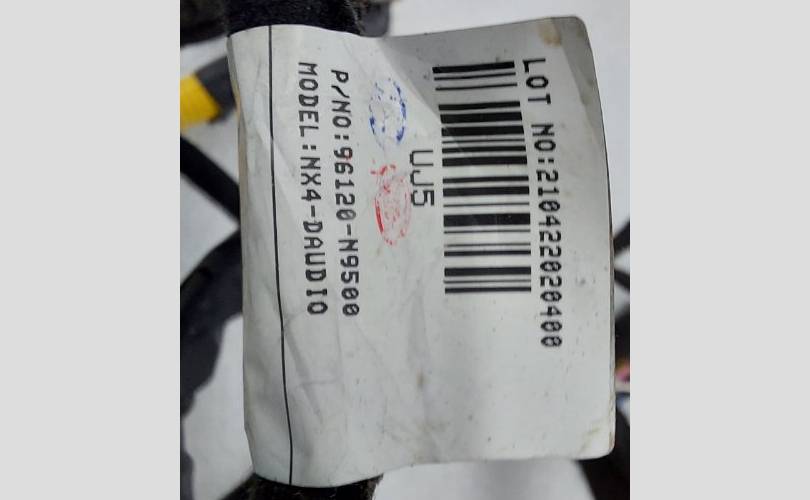 LOT NO:210422020400
UJ5
P/NO:96120-N9500
MODEL:NX4-DAUDIO